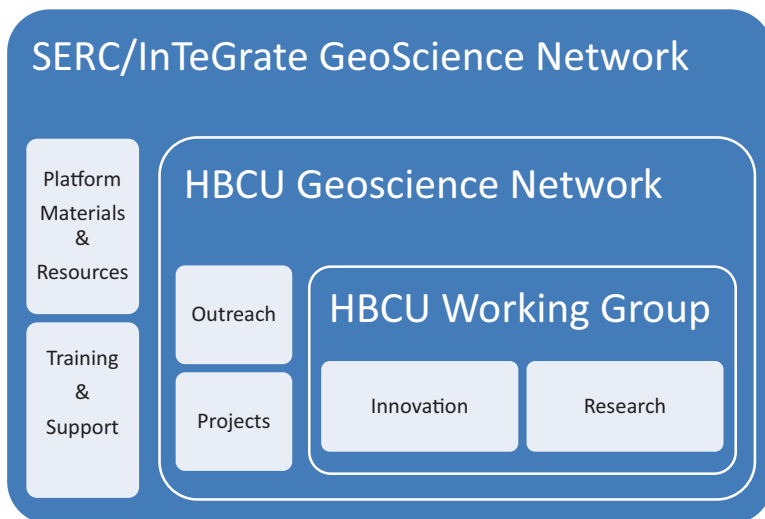 SERC/InTeGrate GeoScience Network
Platform
Materials
&
Resources
Training
&
Support
HBCU Geoscience Network
Outreach
Projects
HBCU Working Group
Innovation
Research